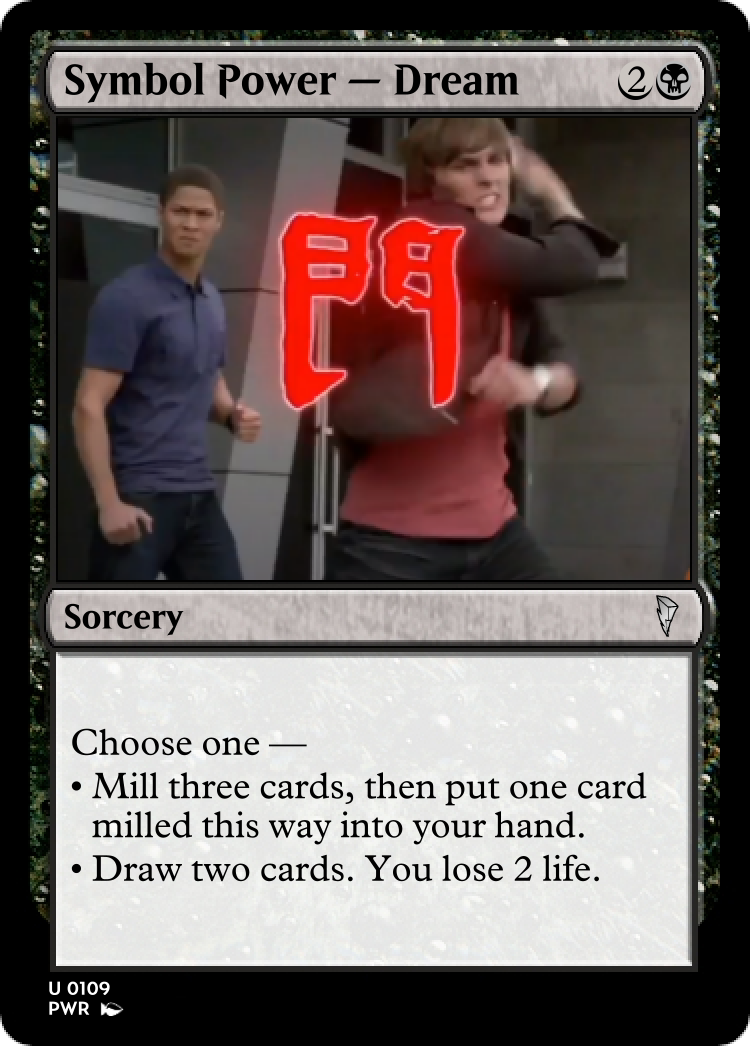 Symbol Power — Dream 2
門
Sorcery
Choose one —
• Mill three cards, then put one card
milled this way into your hand.
• Draw two cards. You lose 2 life.
U 0109
PWR